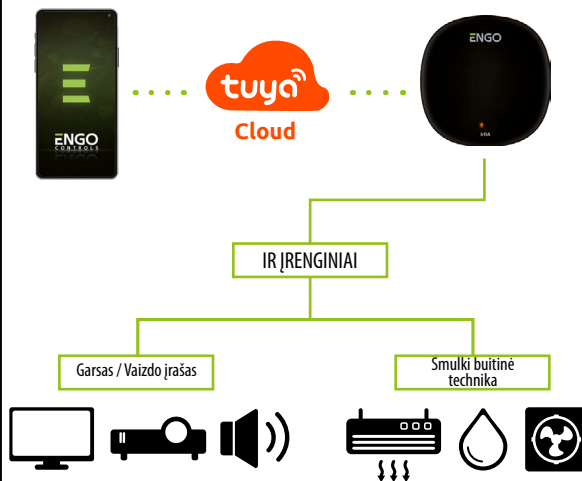 ENGO
CONTROLS
tuya
Cloud
ENGO
IR ĮRENGINIAI
Garsas / Vaizdo įrašas
Smulki buitinė
technika